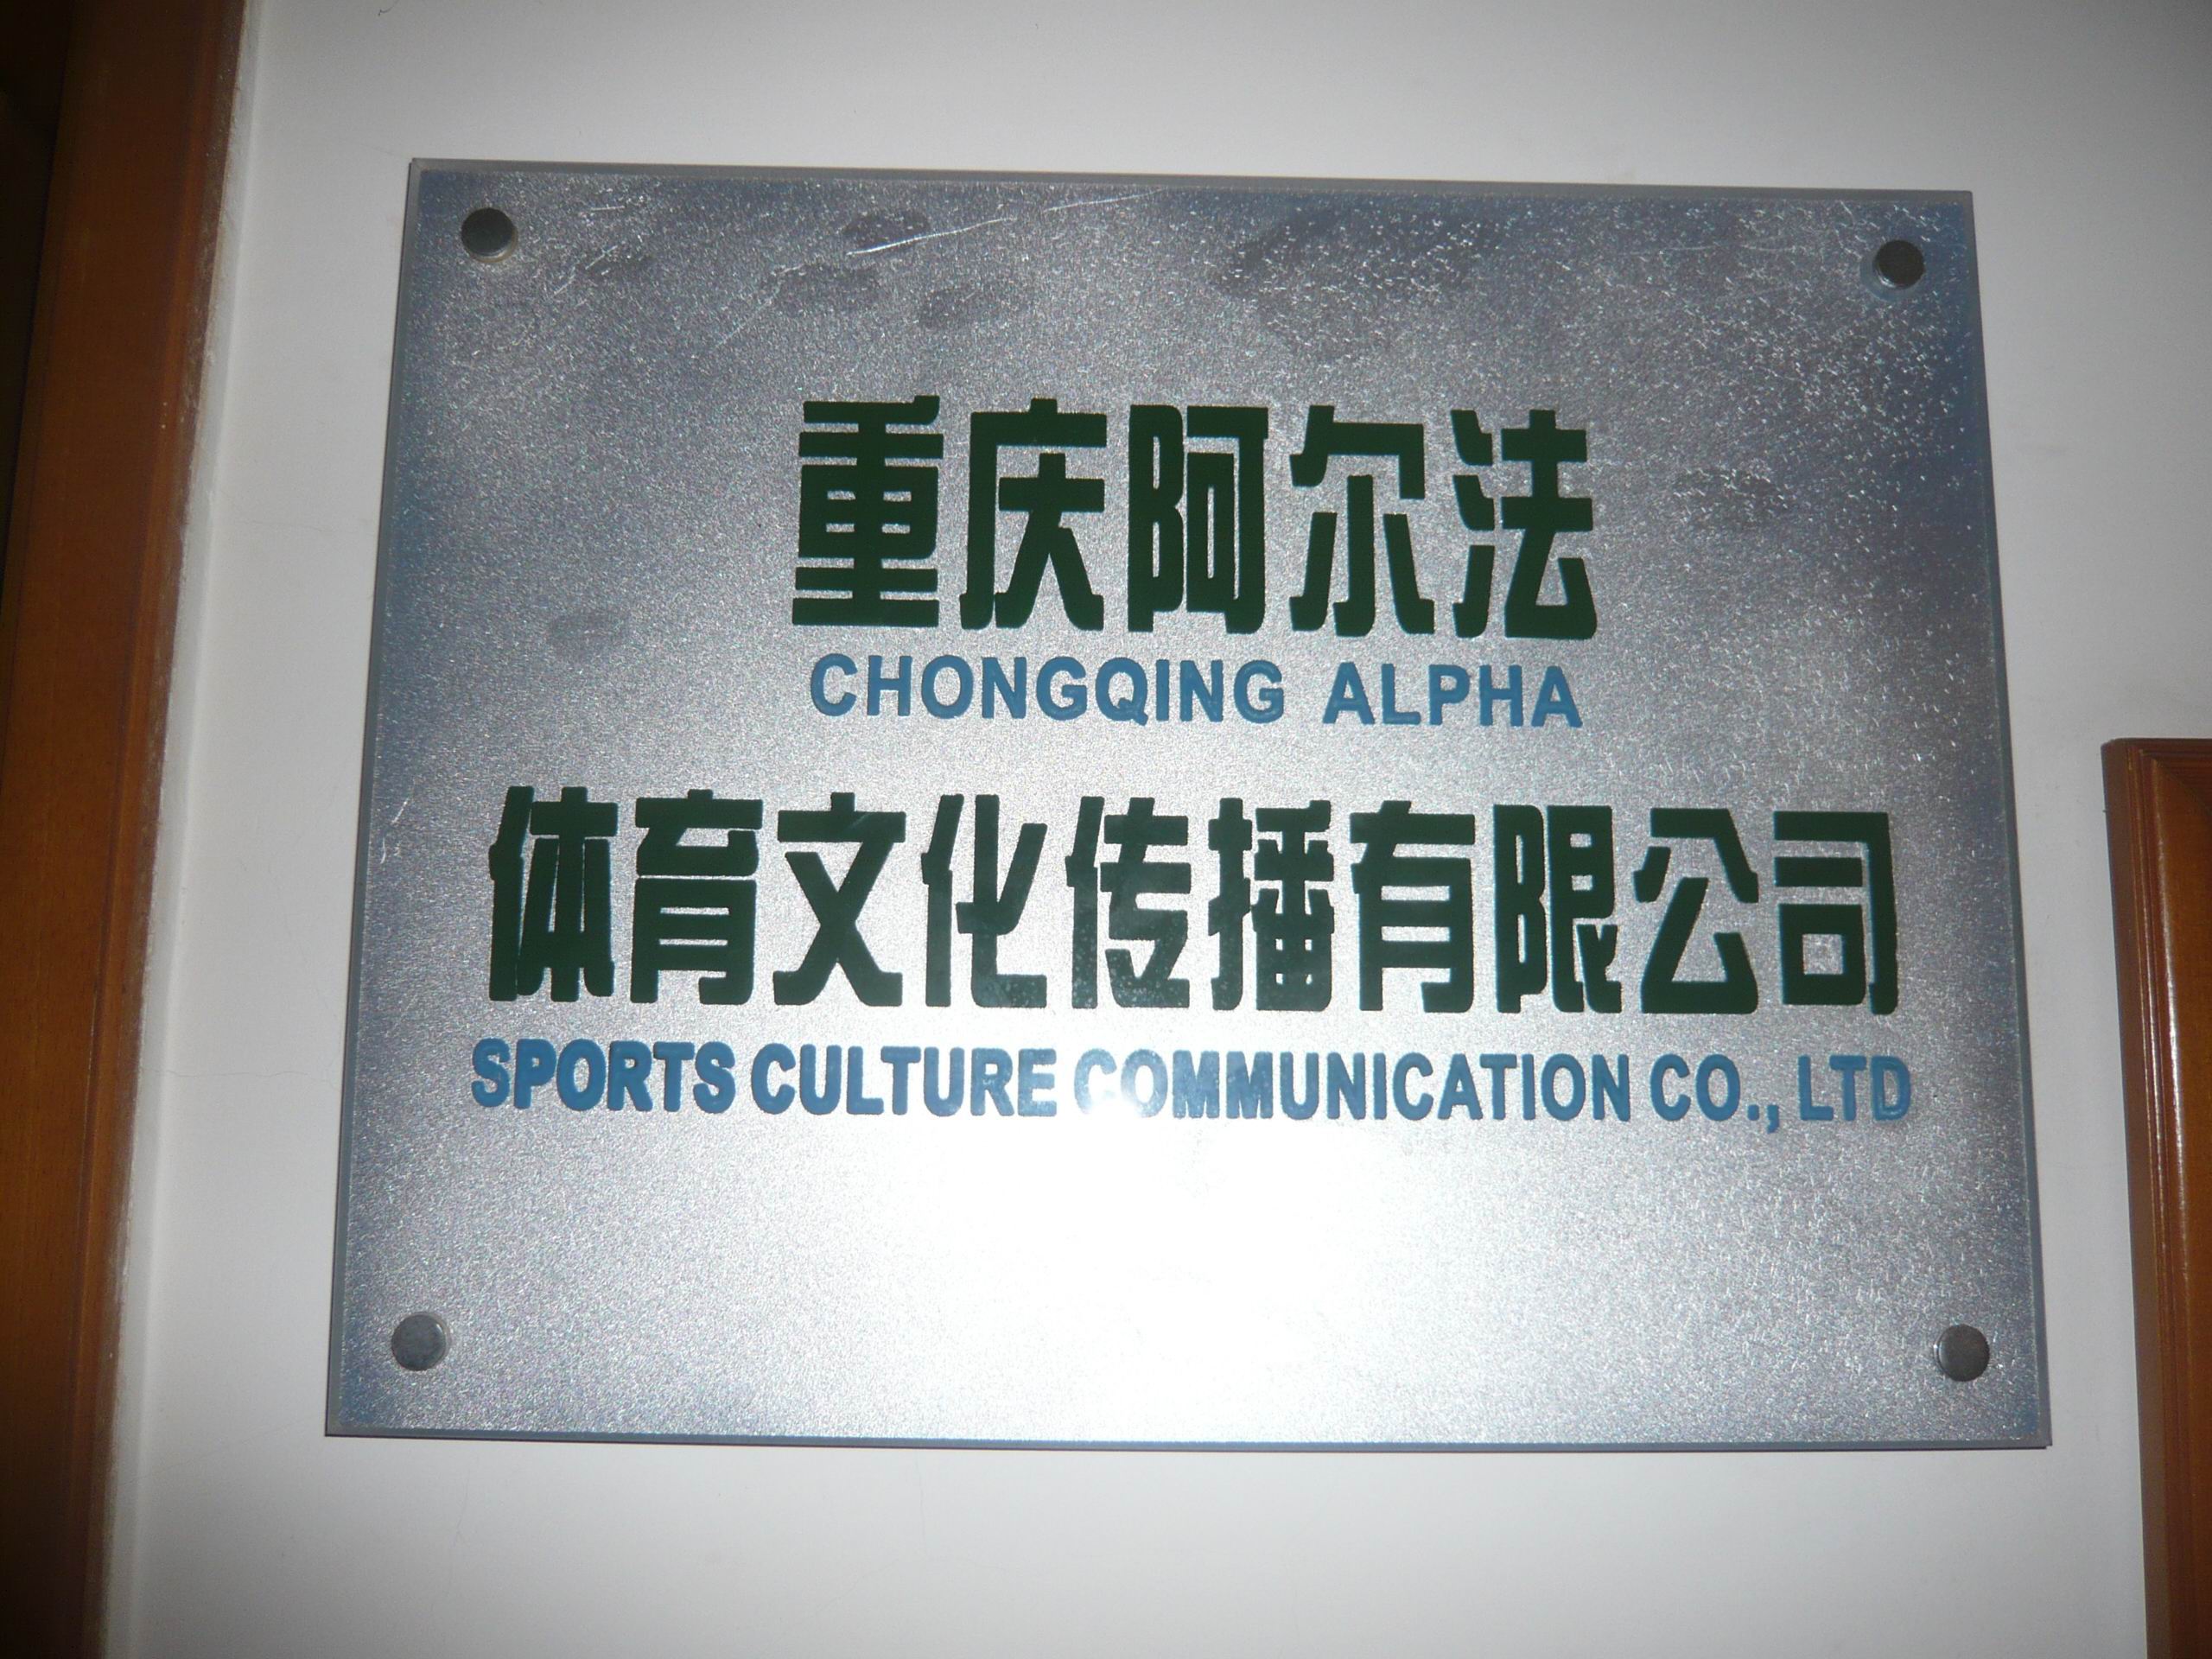 重庆阿尔法
CHONGQING ALPHA
体育文化传播有限公司
SPORTS CULTURE COMMUNICATION CO., LTD